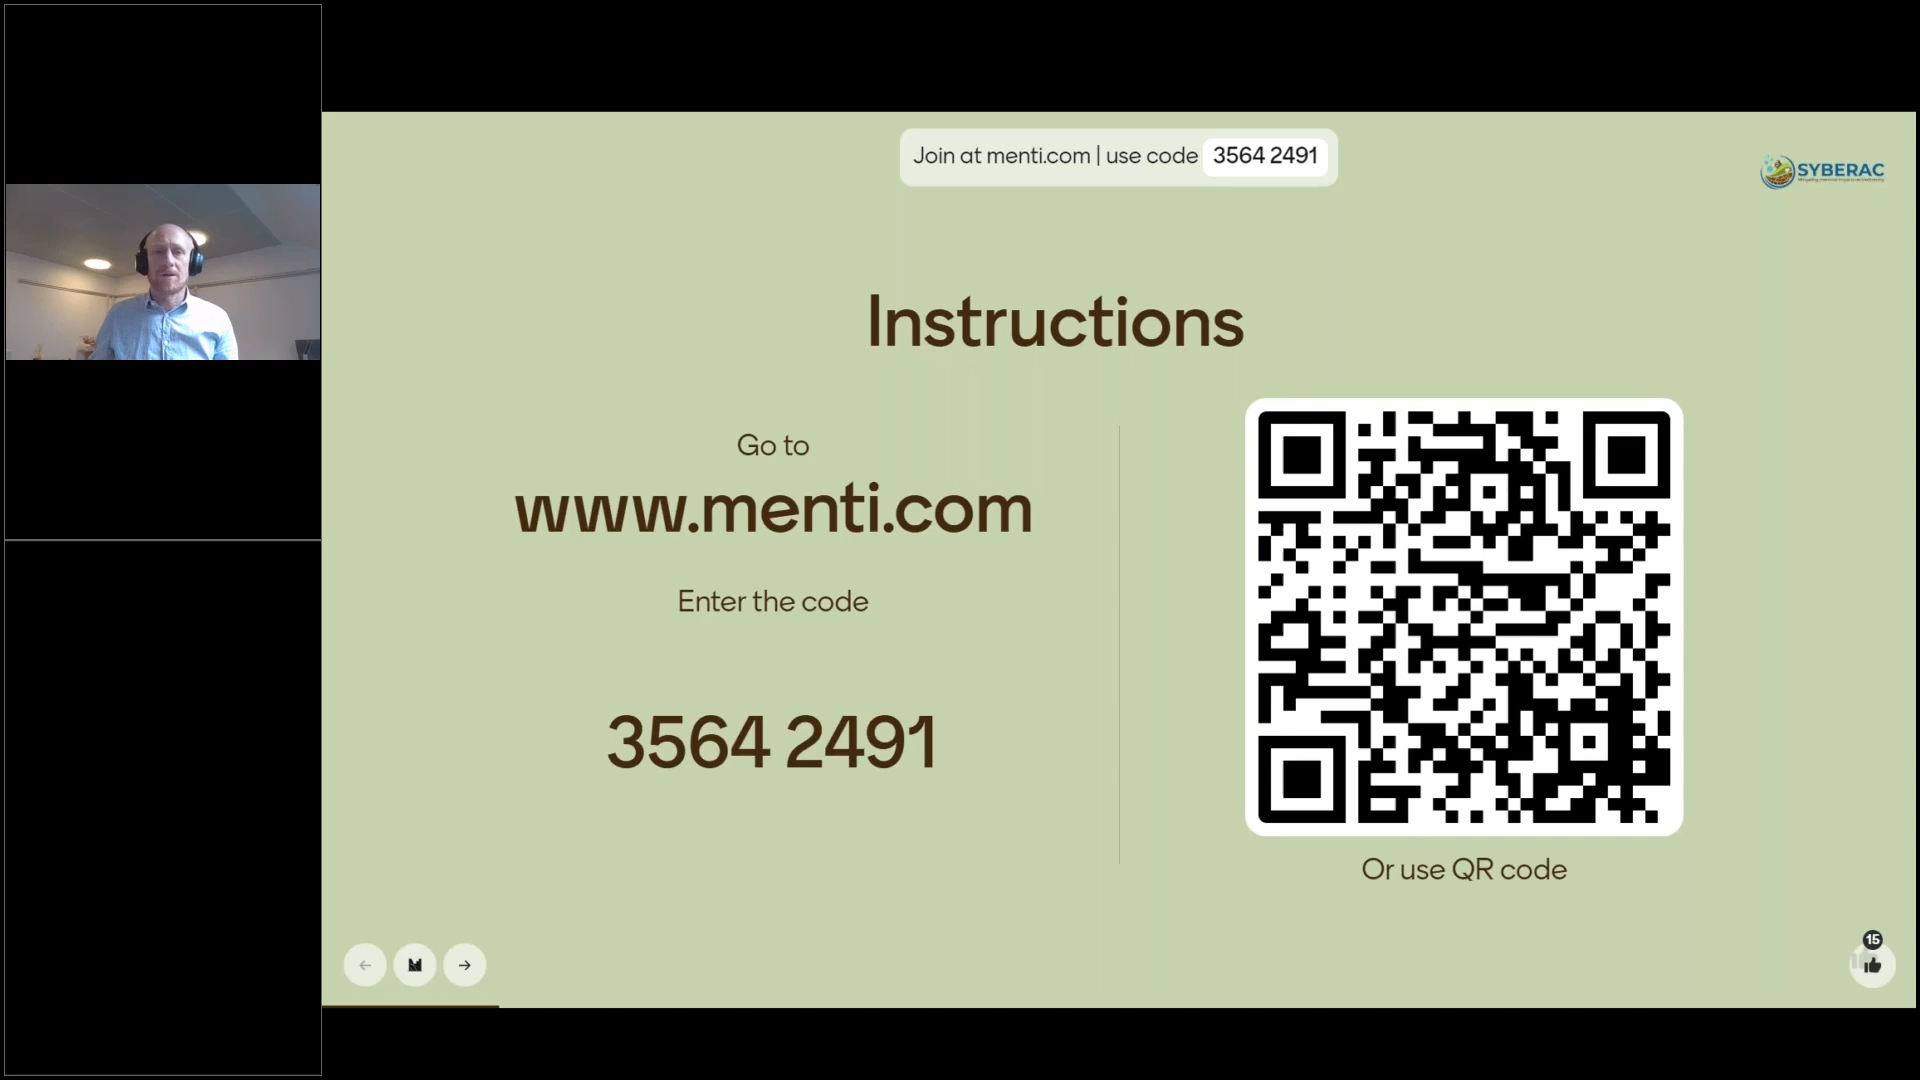 Join at menti.com | use code 3564 2491
SYBERAC
Instructions
Go to
www.menti.com
Enter the code
3564 2491
Or use QR code
15